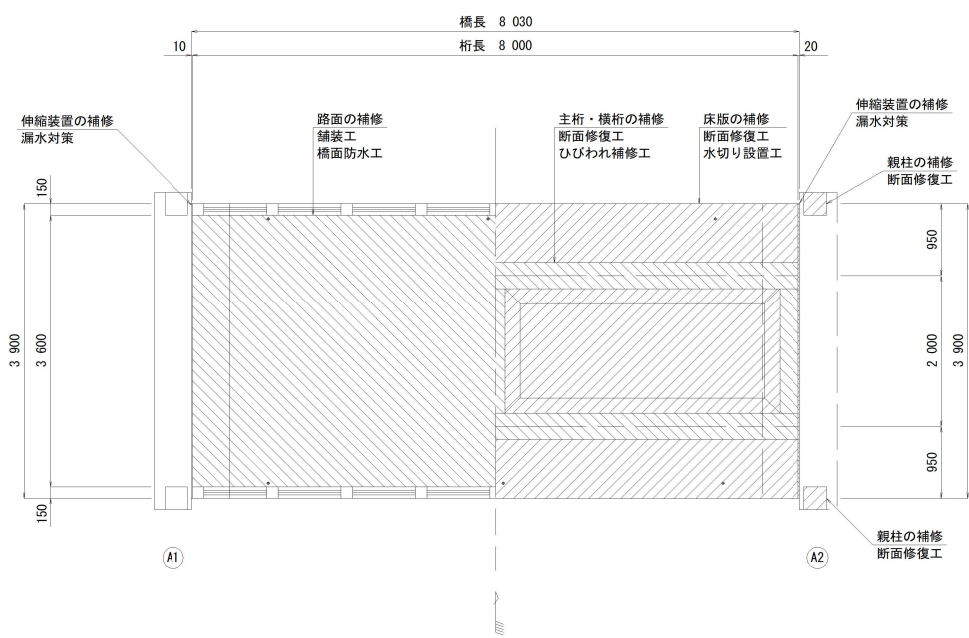 橋長 8 030
10 桁長 8 000 20
伸縮装置の補修
漏水対策
路面の補修
舗装工
橋面防水工
主桁・横桁の補修
断面修復工
ひびわれ補修工
床版の補修
断面修復工
水切り設置工
伸縮装置の補修
漏水対策
親柱の補修
断面修復工
150
3 900
3 600
150
950
2 000
3 900
950
親柱の補修
断面修復工
A1
A2